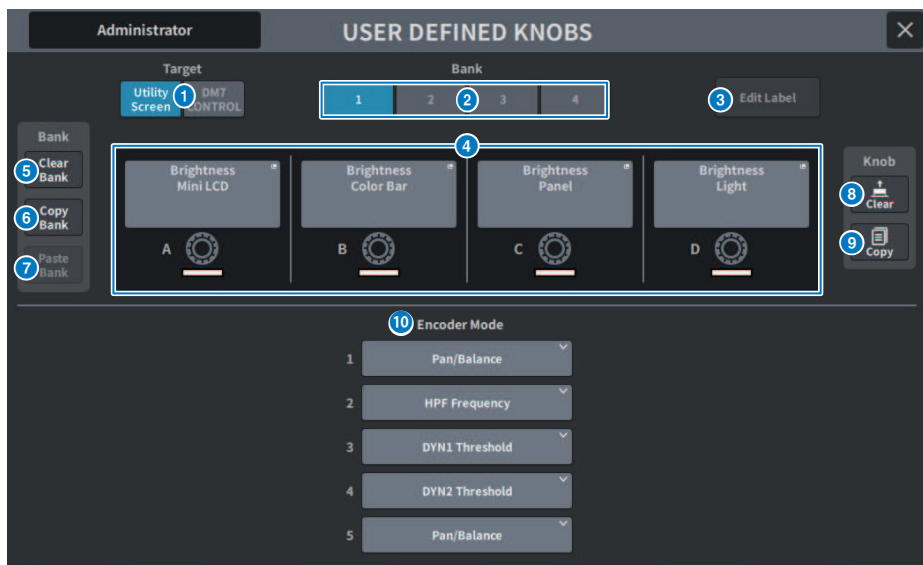 Administrator
USER DEFINED KNOBS
Target
Bank
Utility
Screen
1
DM7
CONTROL
1
2
2
3
4
3
Edit Label
Bank
4
5
Clear
Bank
6
Copy
Bank
7
Paste
Bank
Brightness
Mini LCD
Brightness
Color Bar
Brightness
Panel
Brightness
Light
A
B
C
D
Knob
8
Clear
9
Copy
10
Encoder Mode
1
Pan/Balance
2
HPF Frequency
3
DYN1 Threshold
4
DYN2 Threshold
5
Pan/Balance